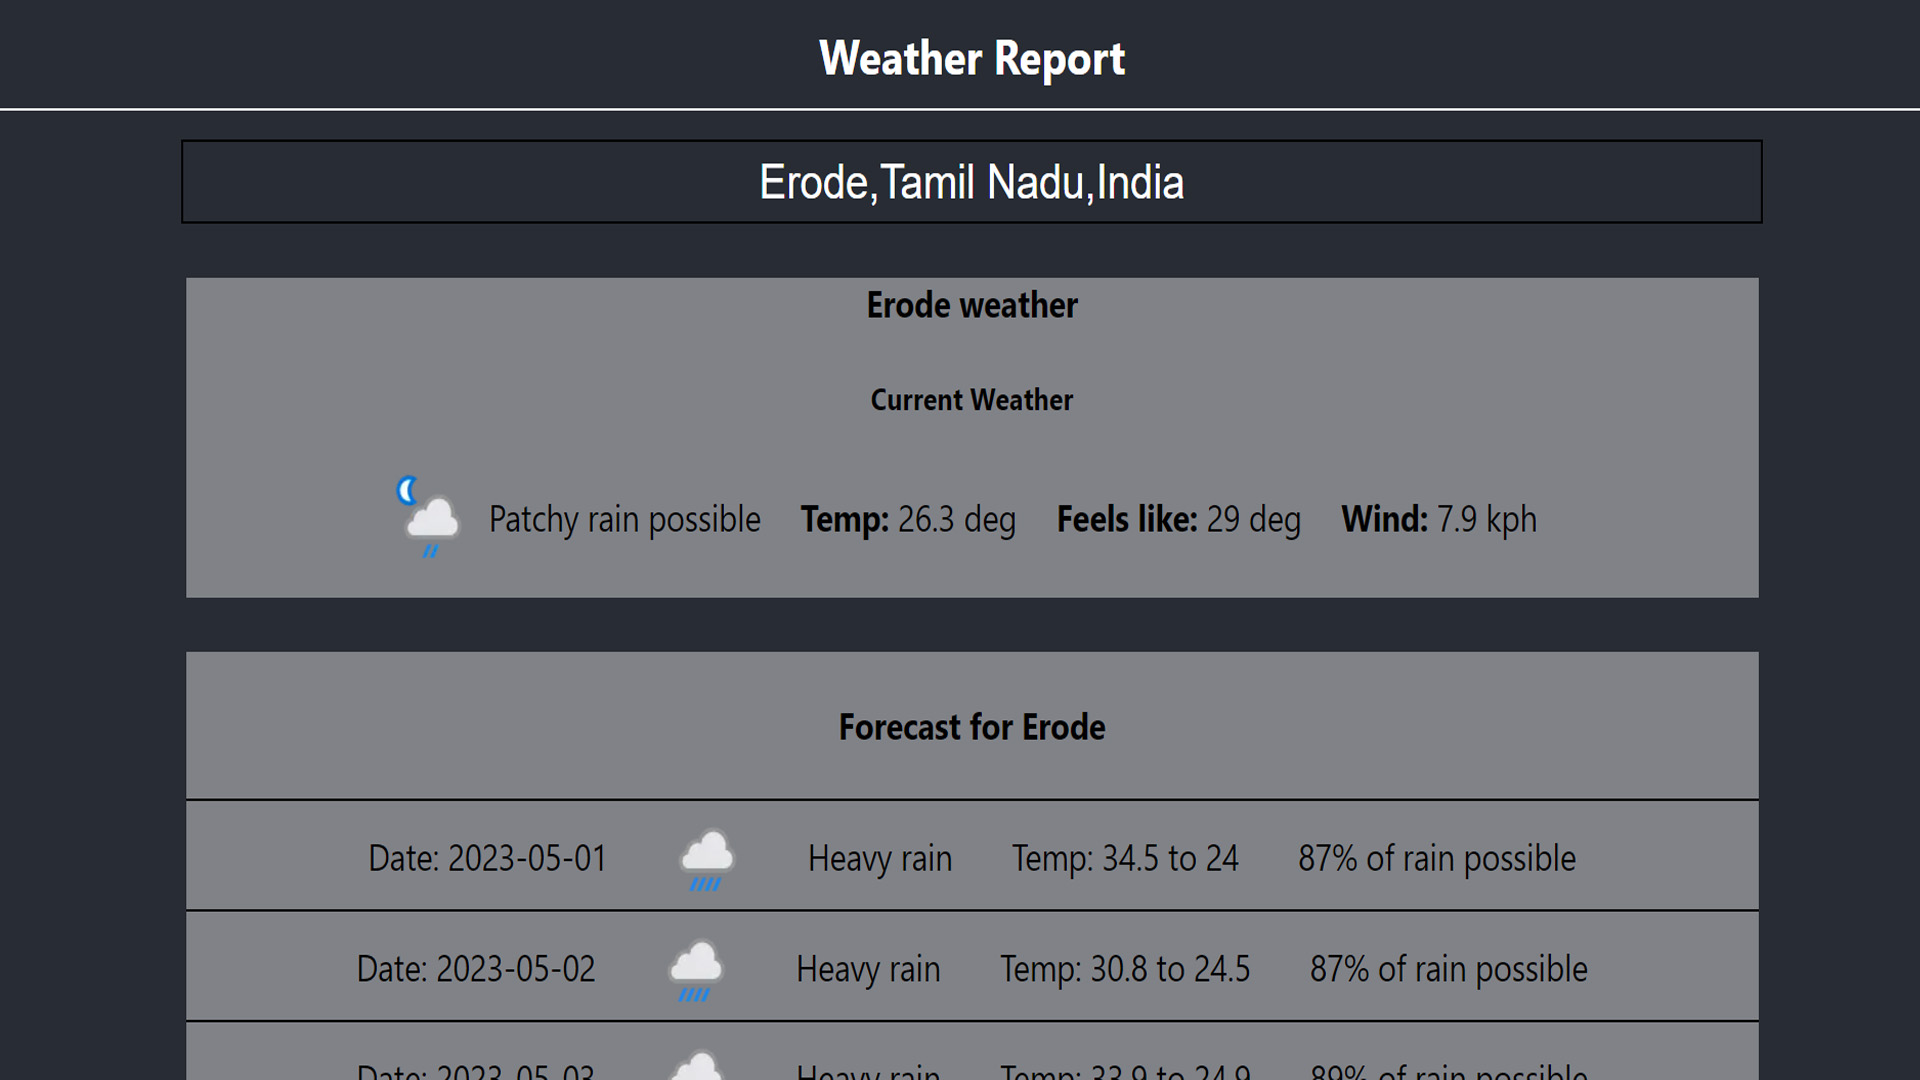 Weather Report
Erode,Tamil Nadu,India
Erode weather
Current Weather
Patchy rain possible Temp: 26.3 deg Feels like: 29 deg Wind: 7.9 kph
Forecast for Erode
Date: 2023-05-01 Heavy rain Temp: 34.5 to 24 87% of rain possible
Date: 2023-05-02 Heavy rain Temp: 30.8 to 24.5 87% of rain possible
Date: 2023-05-03 Heavy rain Temp: 33.9 to 24.9 89% of rain possible